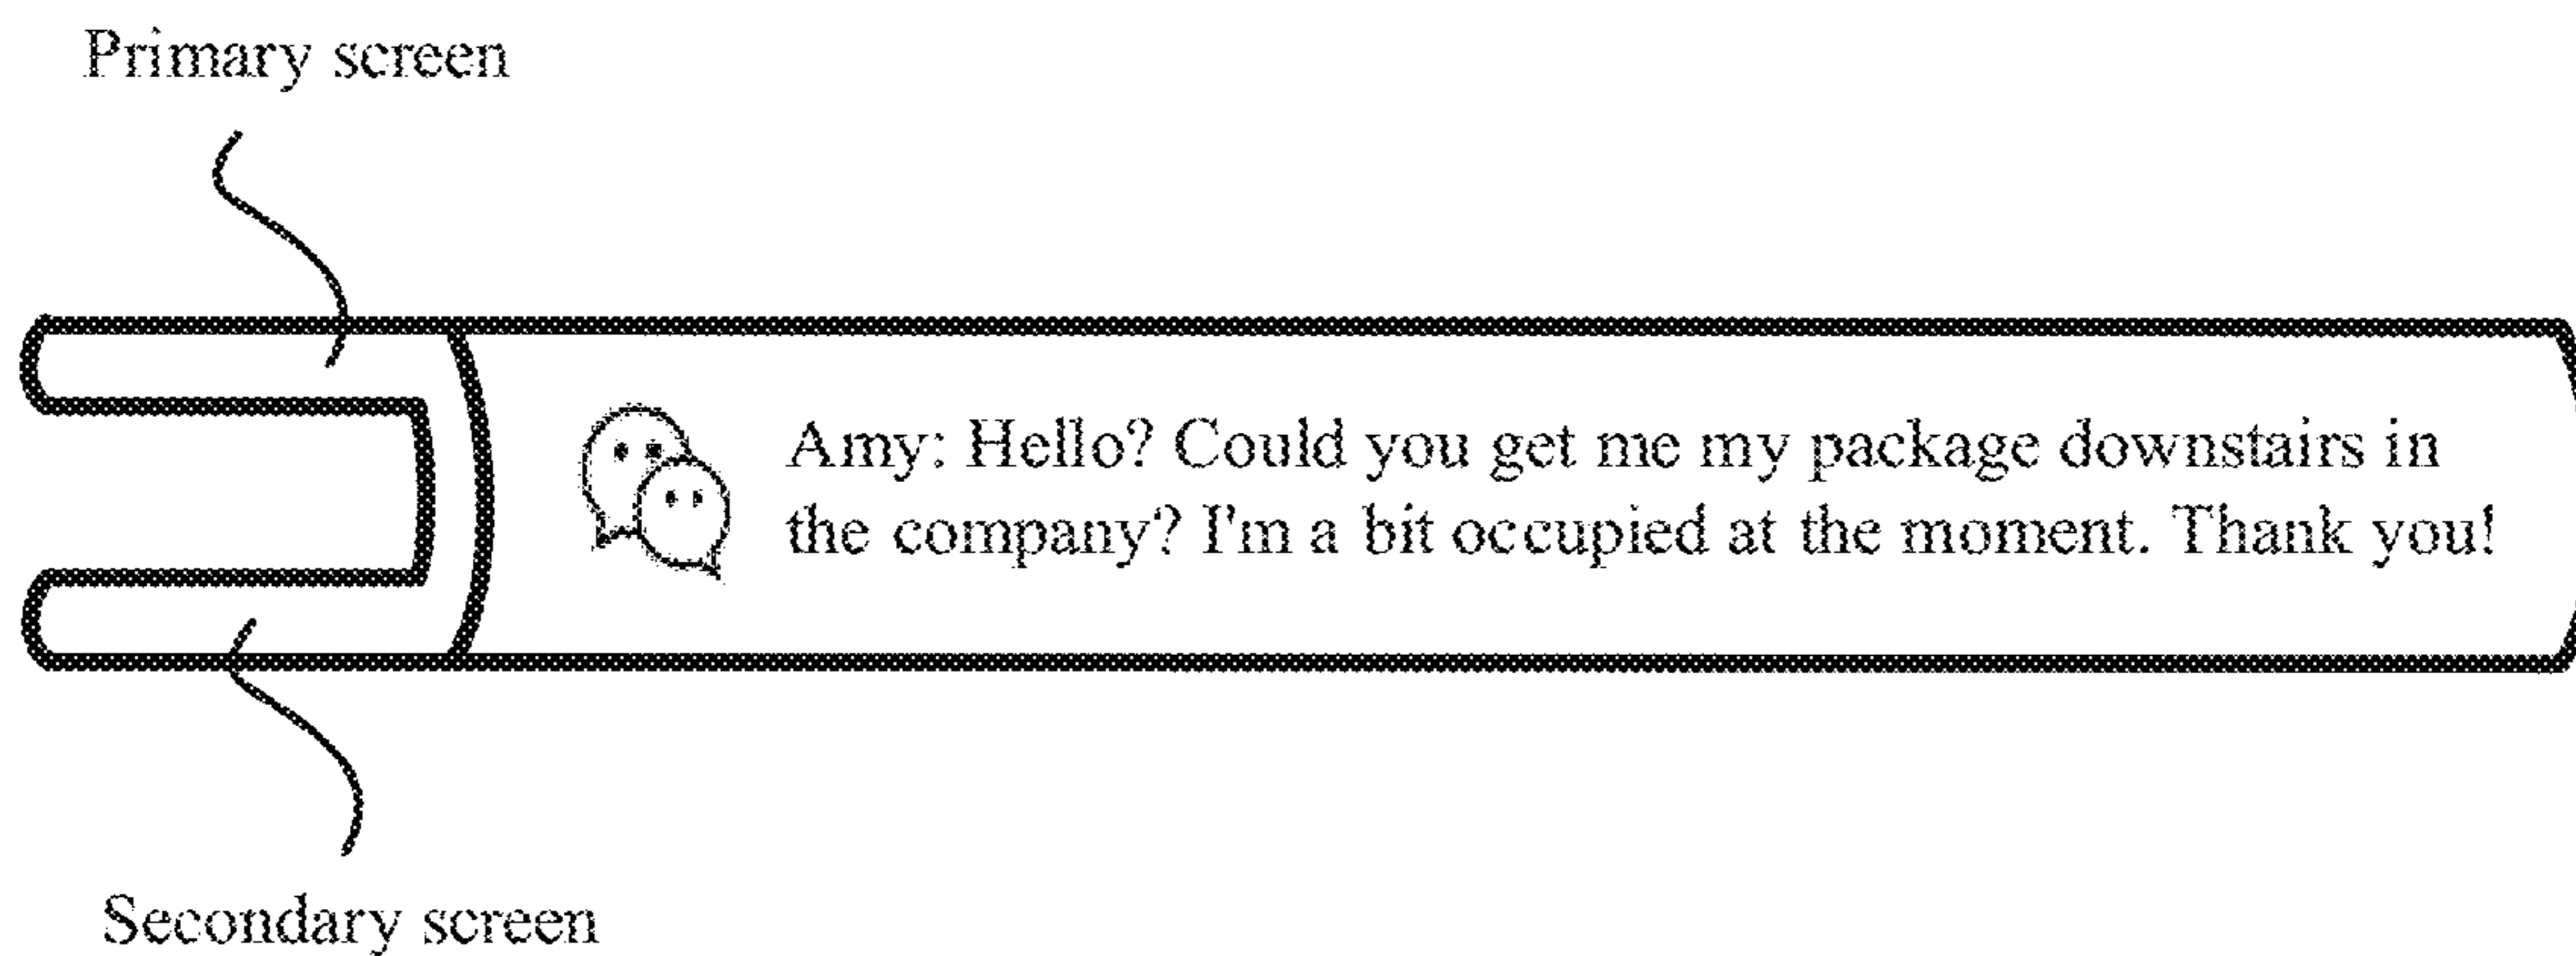 Primary screen
Amy: Hello? Could you get me my package downstairs in
the company? I'm a bit occupied at the moment. Thank you!
Secondary screen